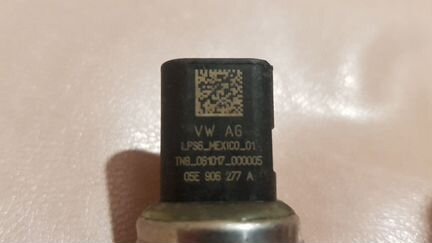 VW AG
LPS6_MEXICO_01
TN8_061017_000005
05E 906 277 A